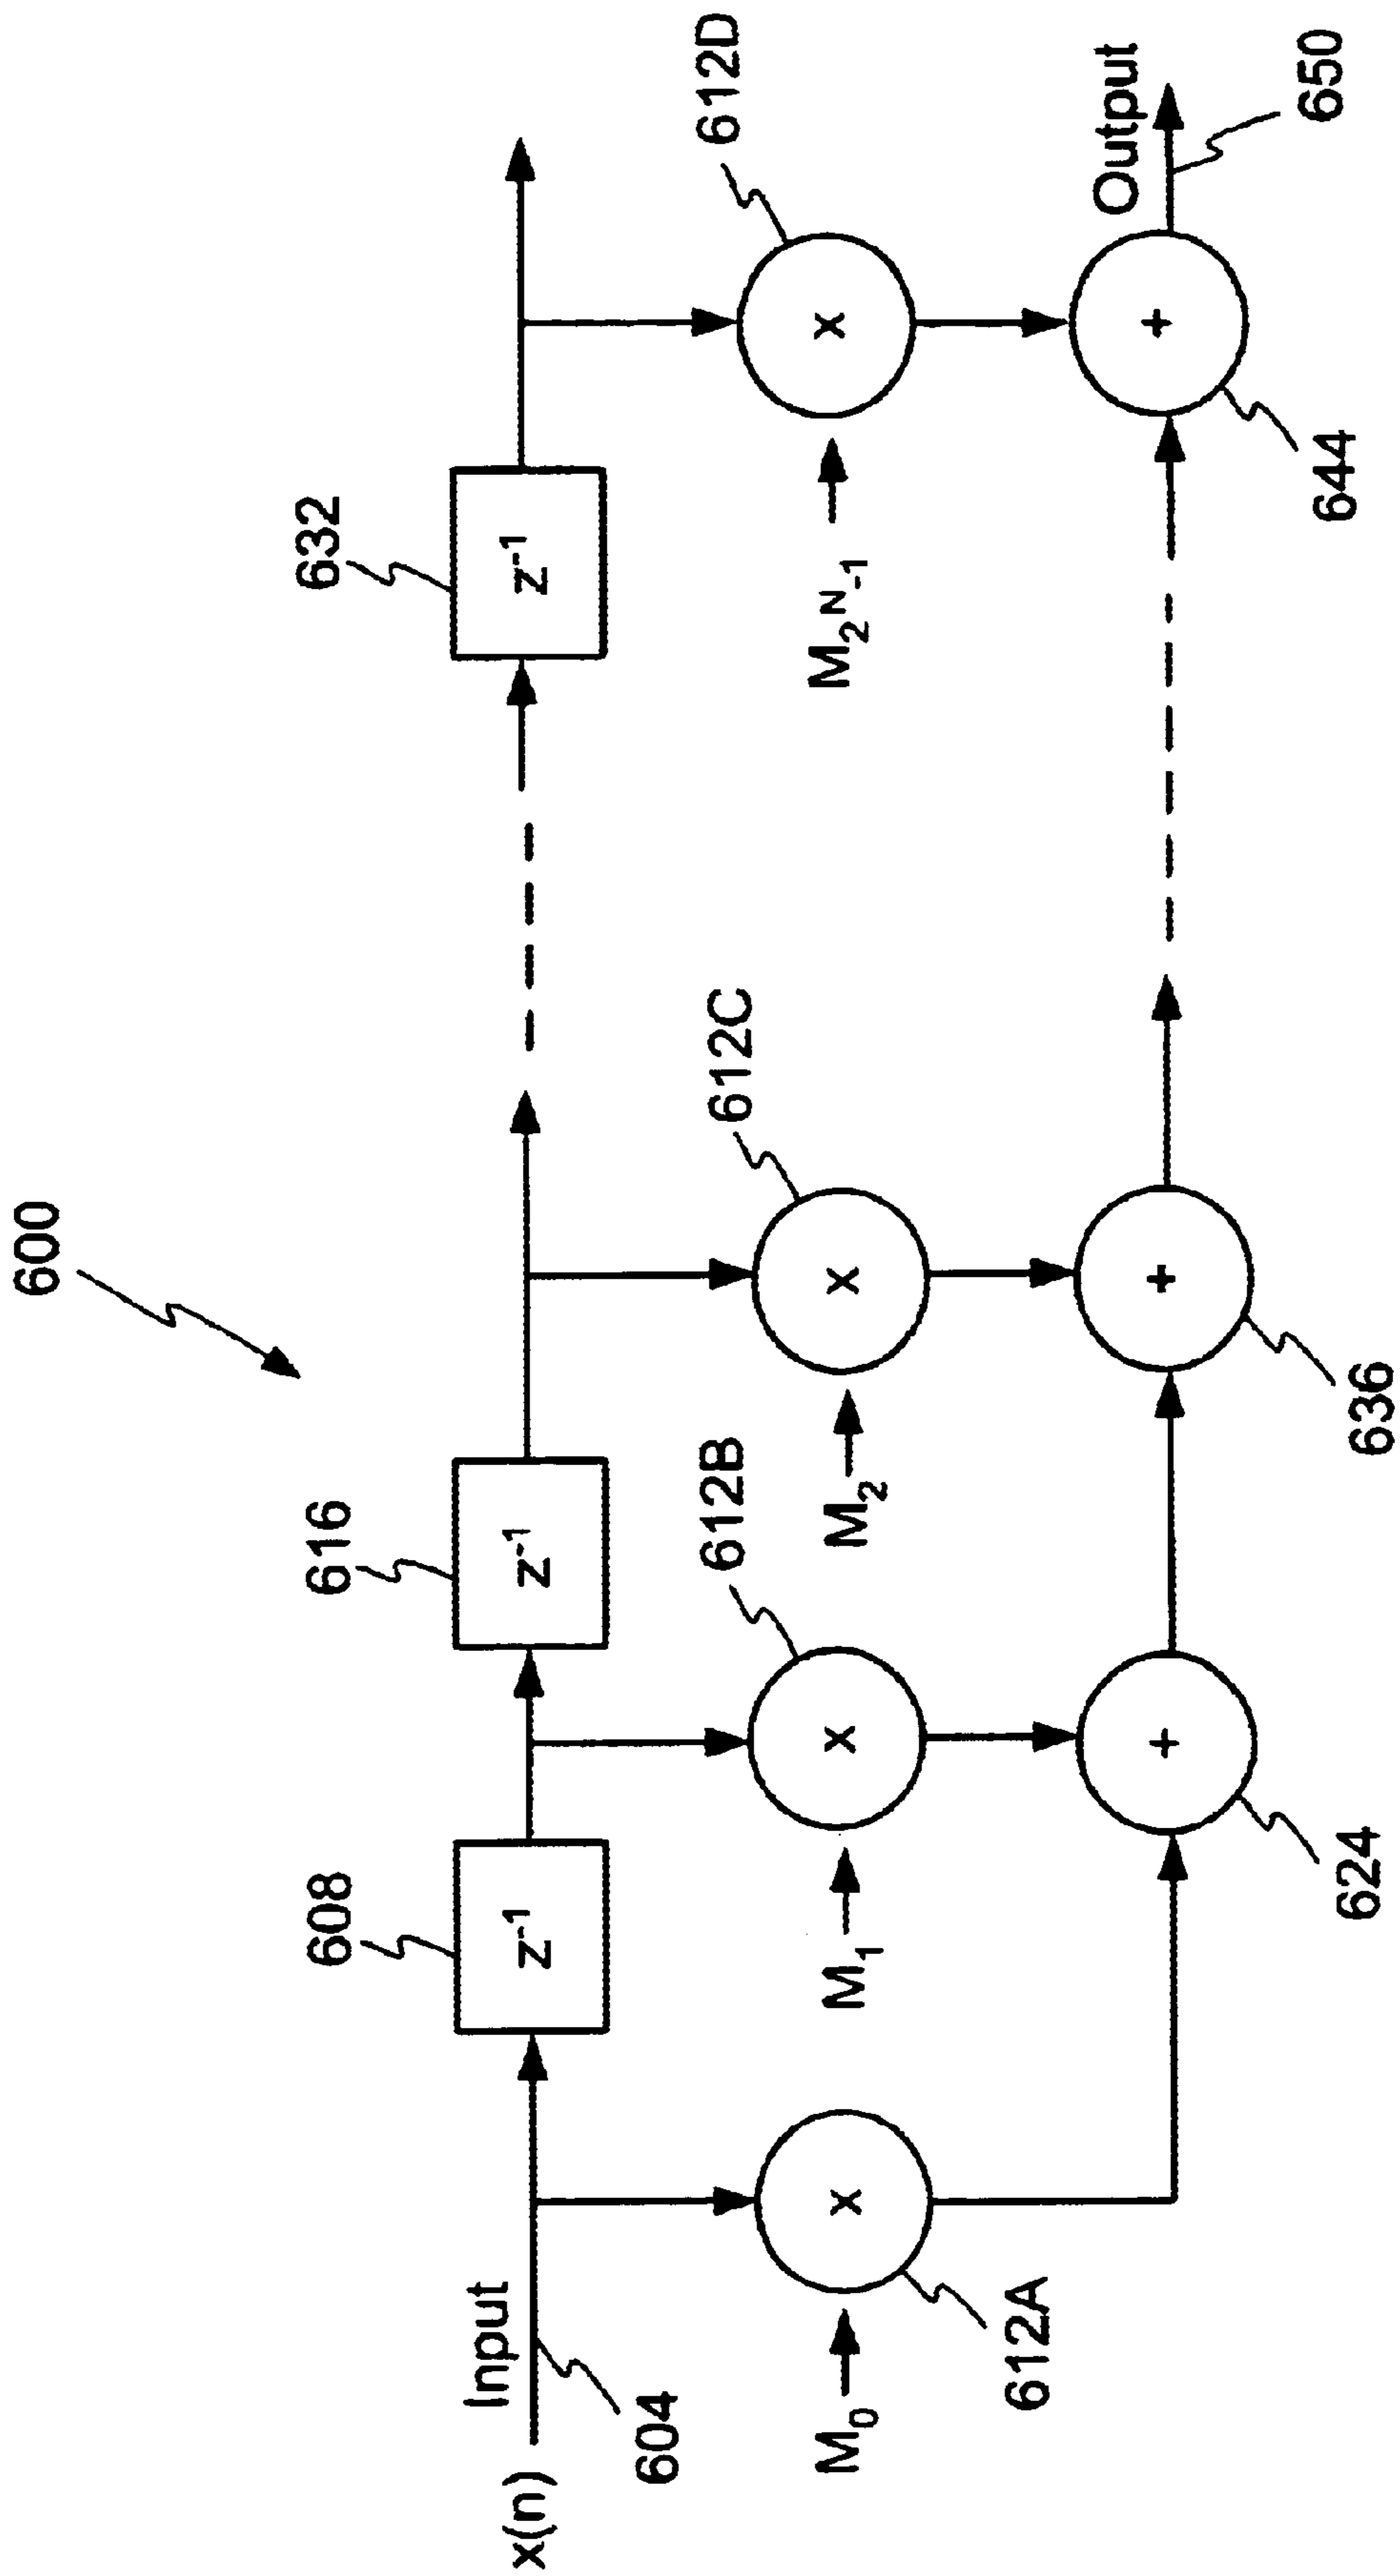 600
608
616
632
x(n)
Input
604
z⁻¹
z⁻¹
z⁻¹
612B
612C
612D
M₀
x
M₁
x
M₂
x
M₂ᴺ₋₁
x
612A
+
+
+
Output
624
636
644
650